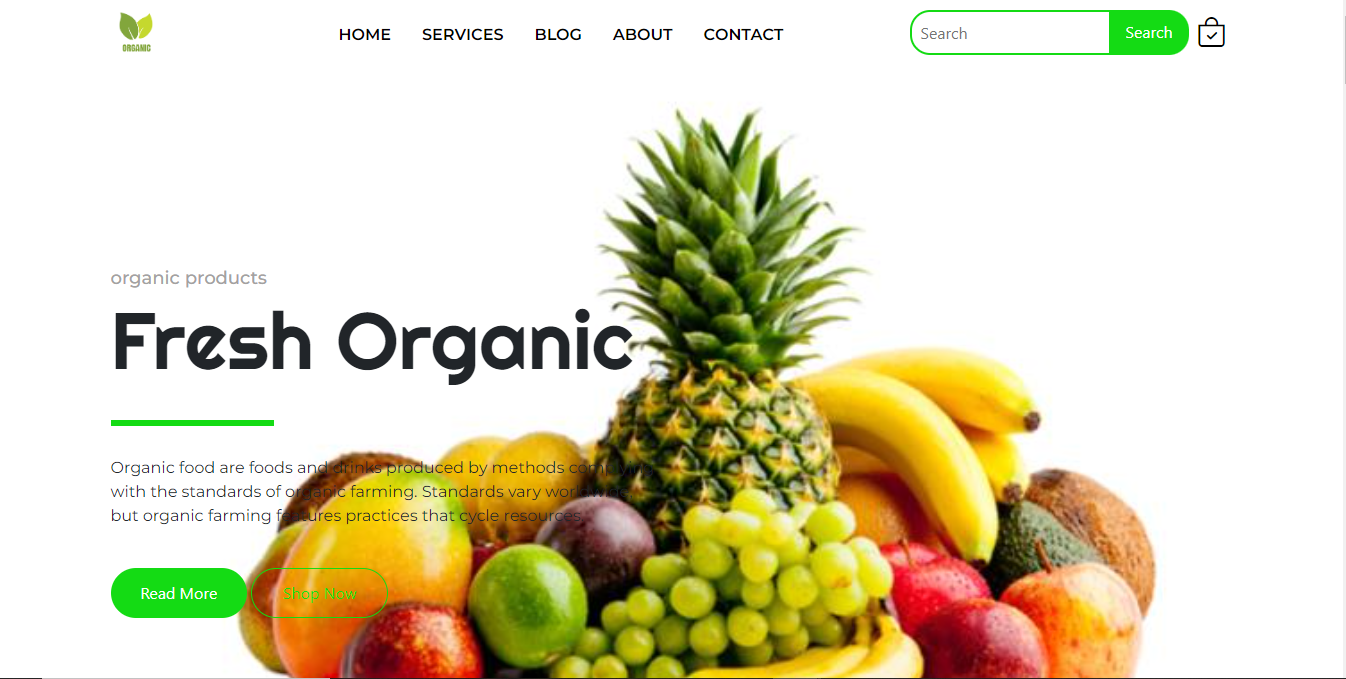 ORGANIC
HOME SERVICES BLOG ABOUT CONTACT
Search
Search
organic products
Fresh Organic
Organic food are foods and drinks produced by methods complying
with the standards of organic farming. Standards vary worldwide,
but organic farming features practices that cycle resources.
Read More
Shop Now